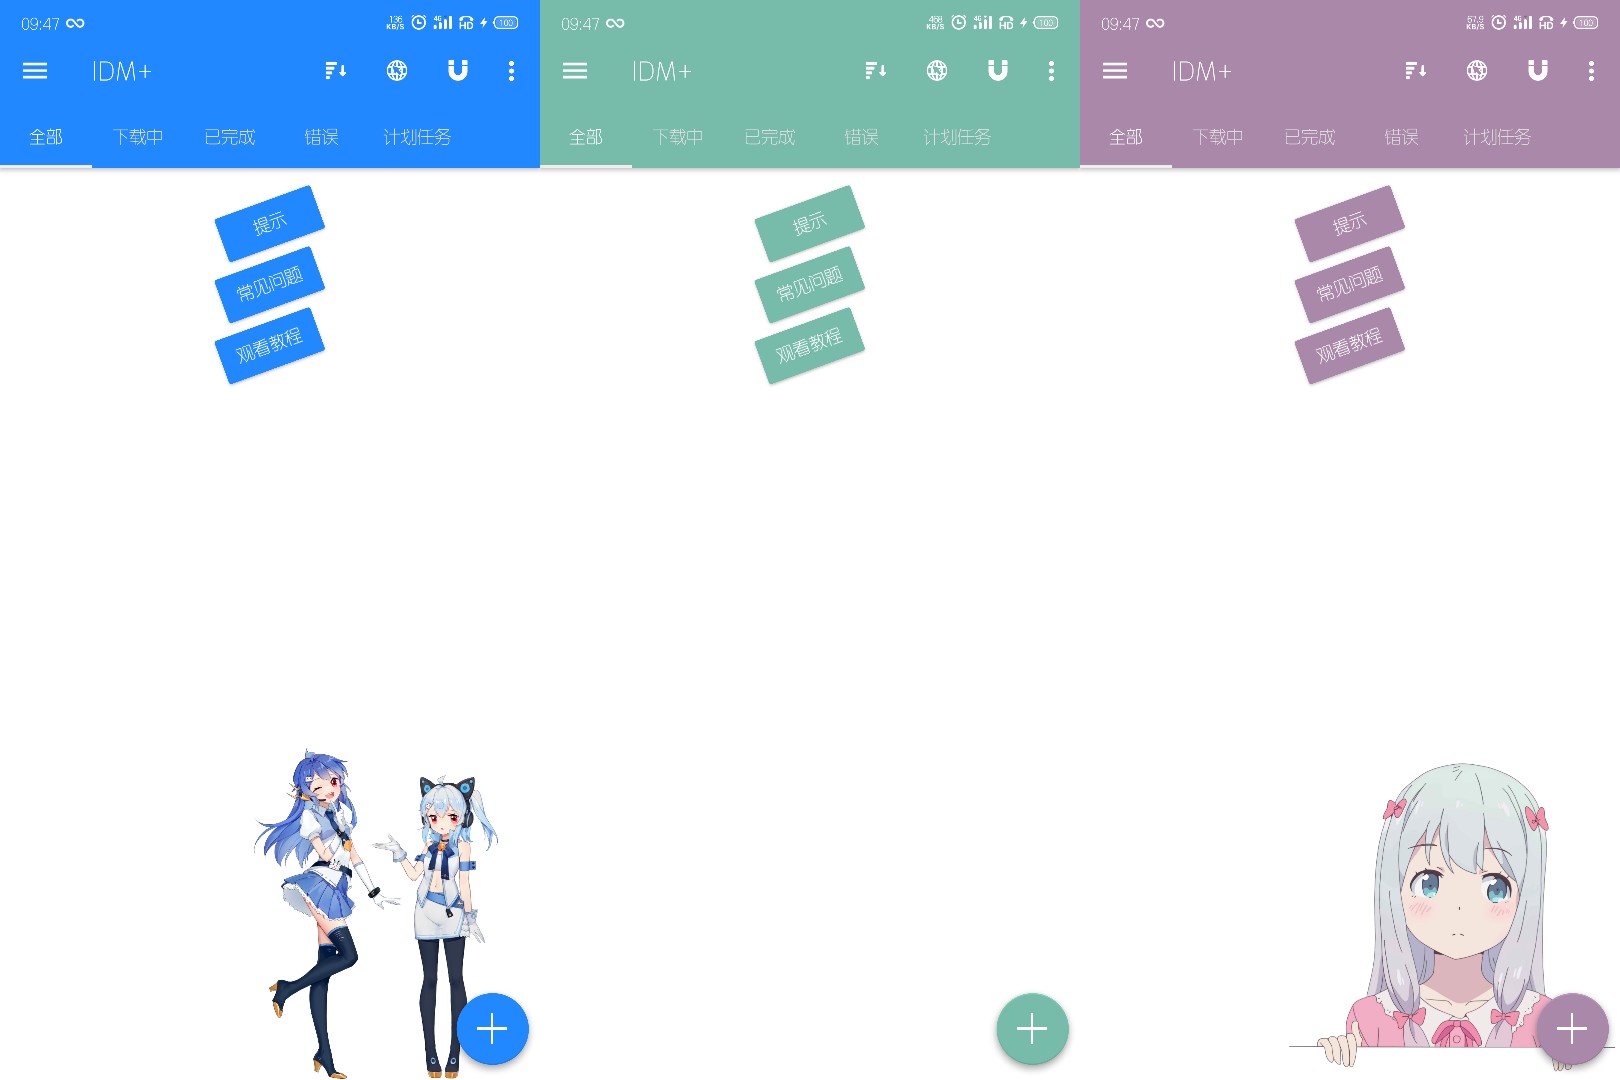 09:47 136 KB/S 4G HD 100
IDM+
全部 下载中 已完成 错误 计划任务
提示
常见问题
观看教程
09:47 468 KB/S 4G HD 100
IDM+
全部 下载中 已完成 错误 计划任务
提示
常见问题
观看教程
09:47 67.9 KB/S 4G HD 100
IDM+
全部 下载中 已完成 错误 计划任务
提示
常见问题
观看教程